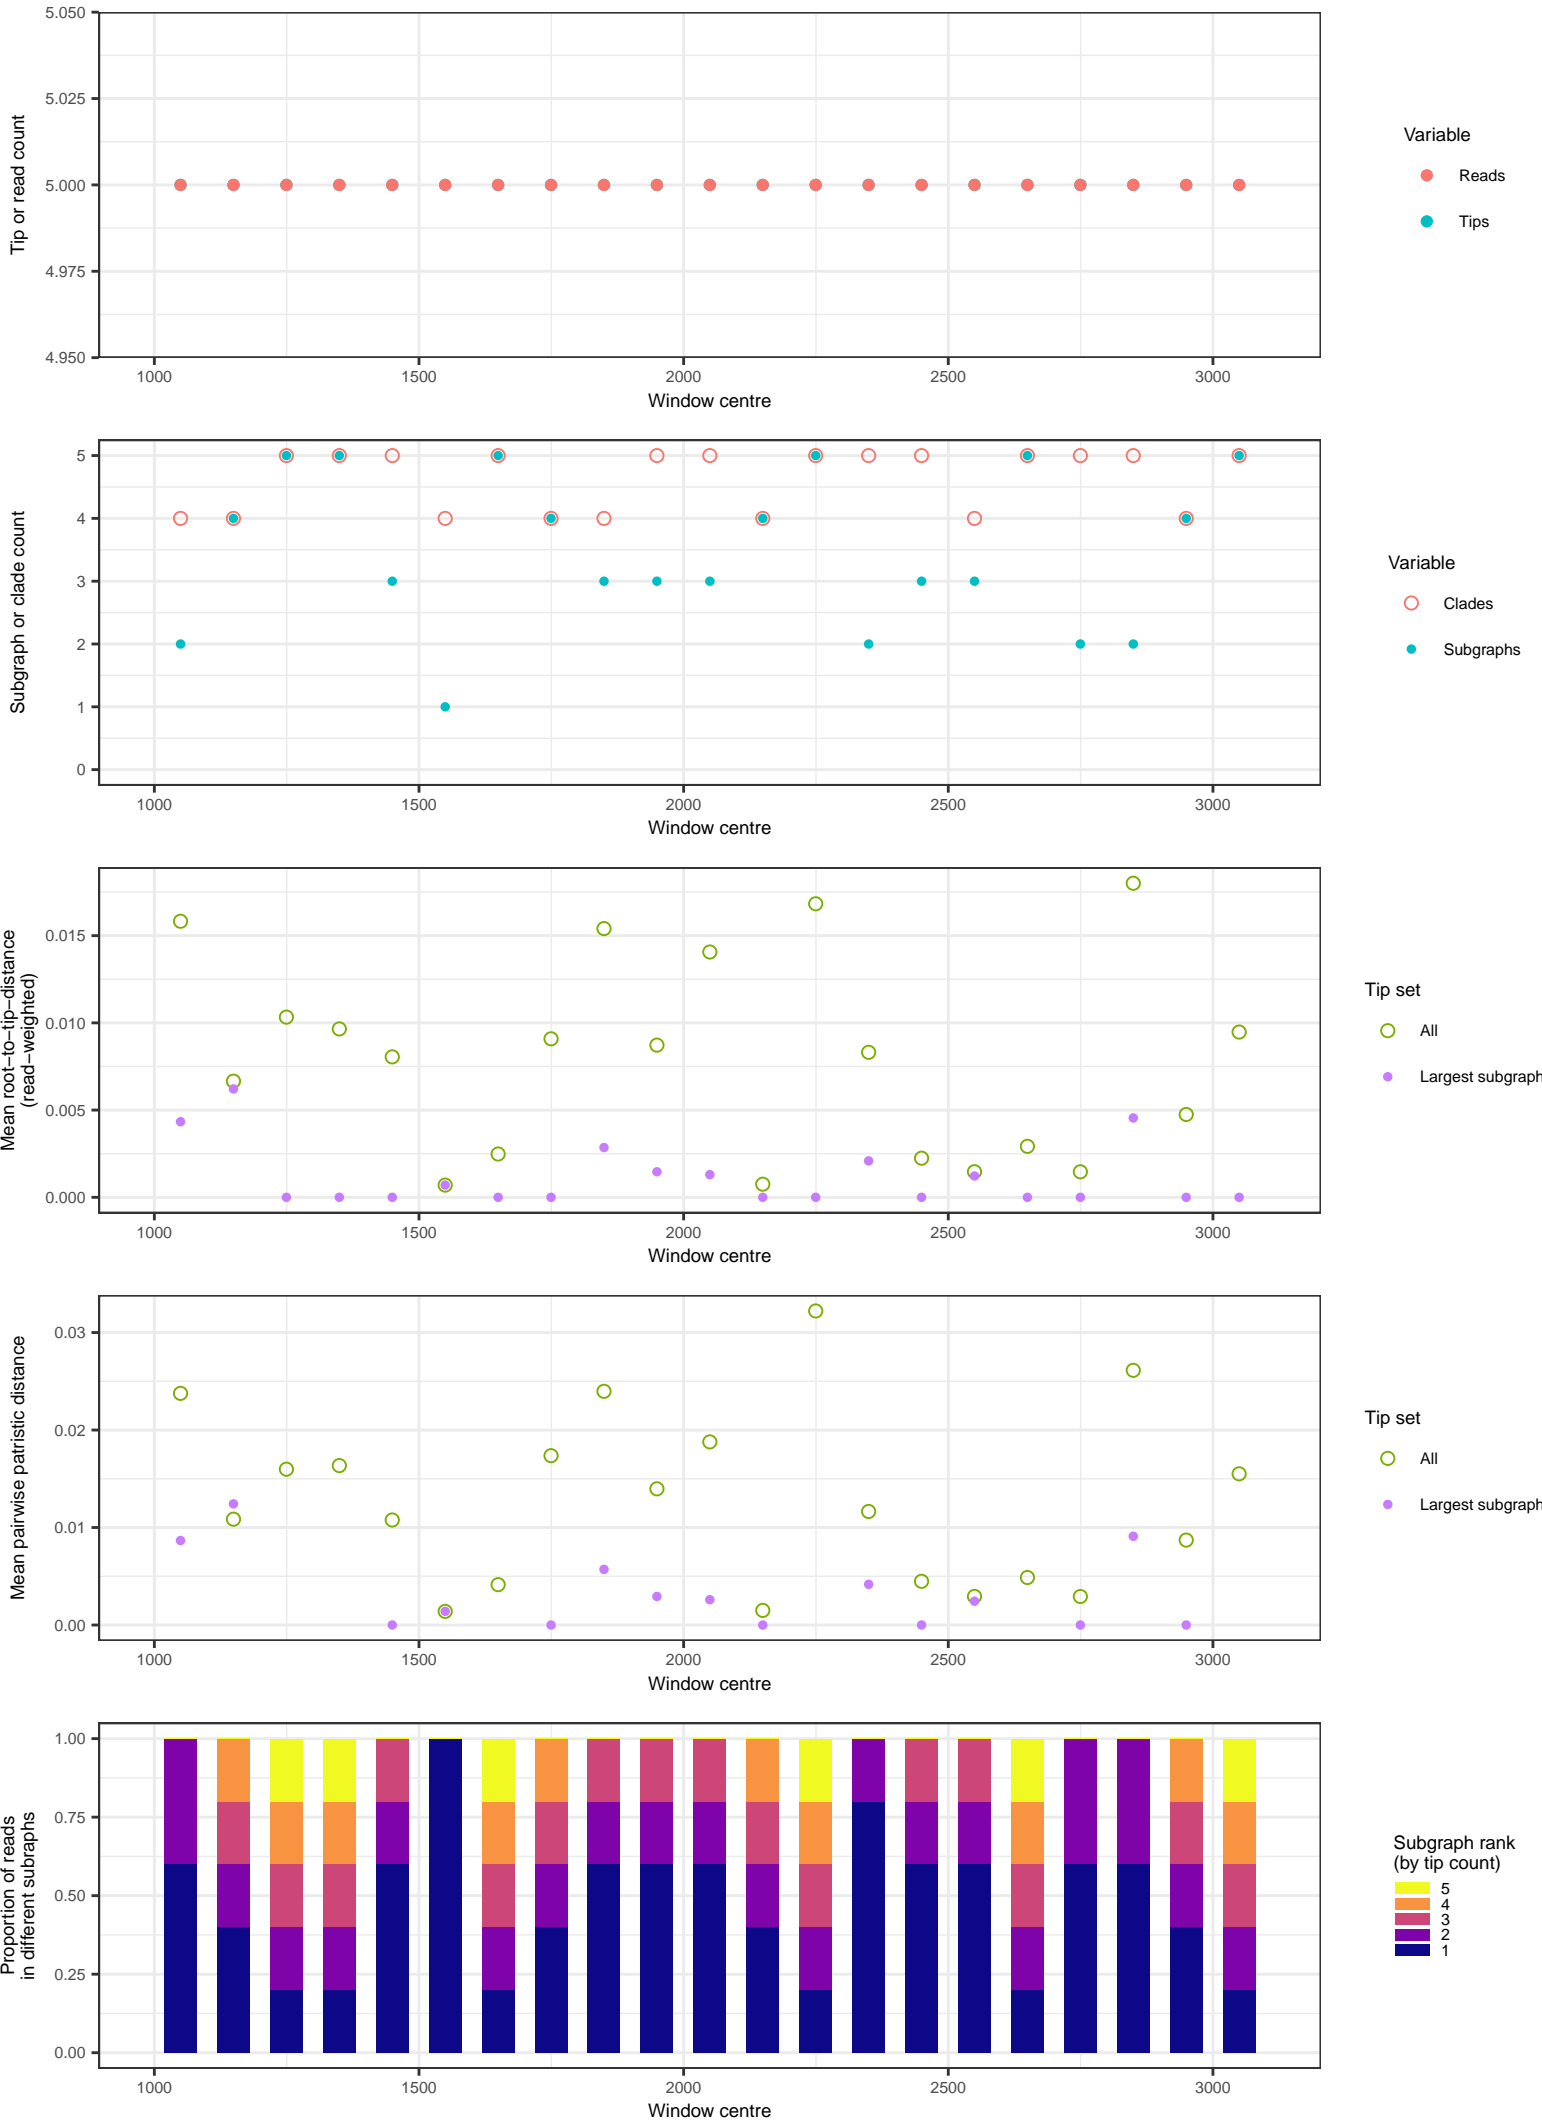 5.050
5.025
5.000
4.975
4.950
Tip or read count
1000 1500 2000 2500 3000
Window centre
Variable
Reads
Tips
5
4
3
2
1
0
Subgraph or clade count
1000 1500 2000 2500 3000
Window centre
Variable
Clades
Subgraphs
0.015
0.010
0.005
0.000
Mean root−to−tip−distance
(read−weighted)
1000 1500 2000 2500 3000
Window centre
Tip set
All
Largest subgraph
0.03
0.02
0.01
0.00
Mean pairwise patristic distance
1000 1500 2000 2500 3000
Window centre
Tip set
All
Largest subgraph
1.00
0.75
0.50
0.25
0.00
Proportion of reads
in different subraphs
1000 1500 2000 2500 3000
Window centre
Subgraph rank
(by tip count)
5
4
3
2
1